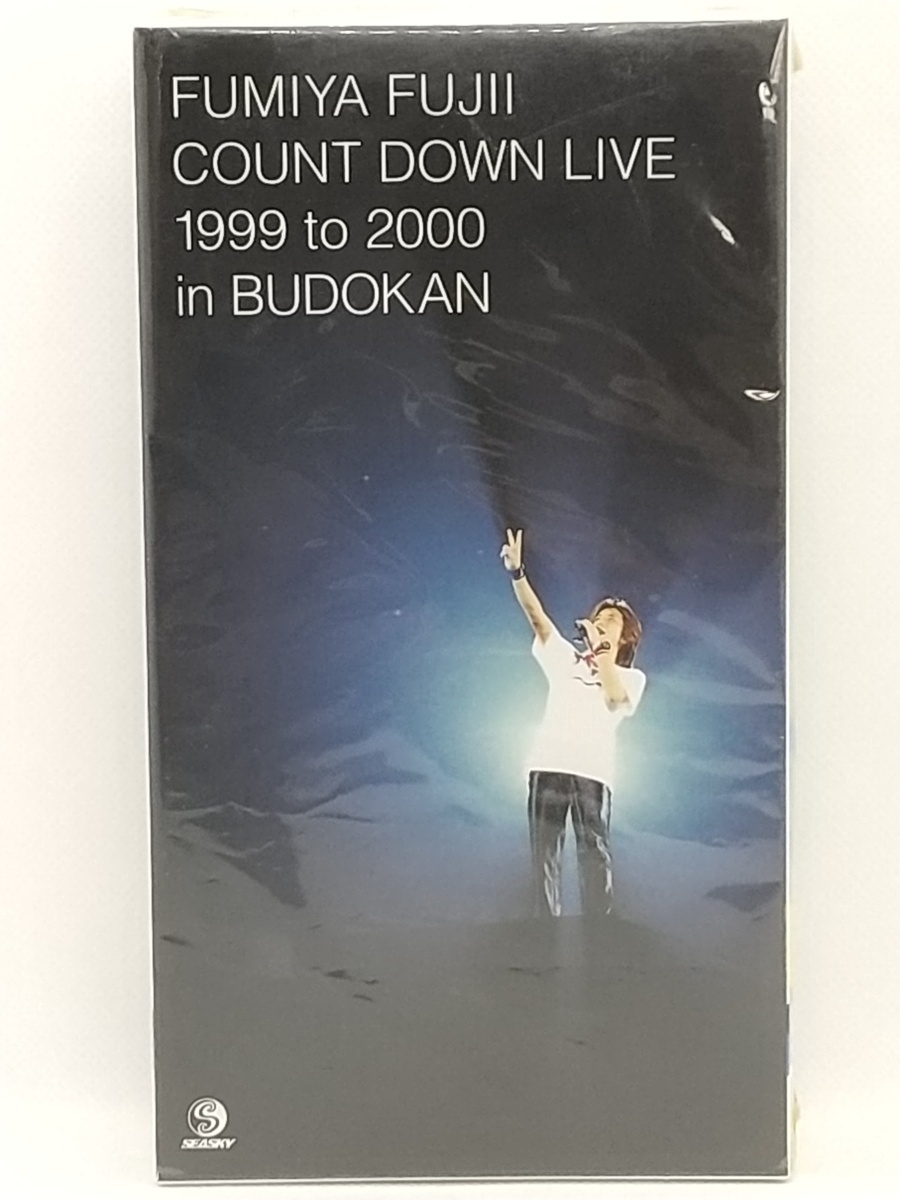 FUMIYA FUJII
COUNT DOWN LIVE
1999 to 2000
in BUDOKAN
S
SEASKY